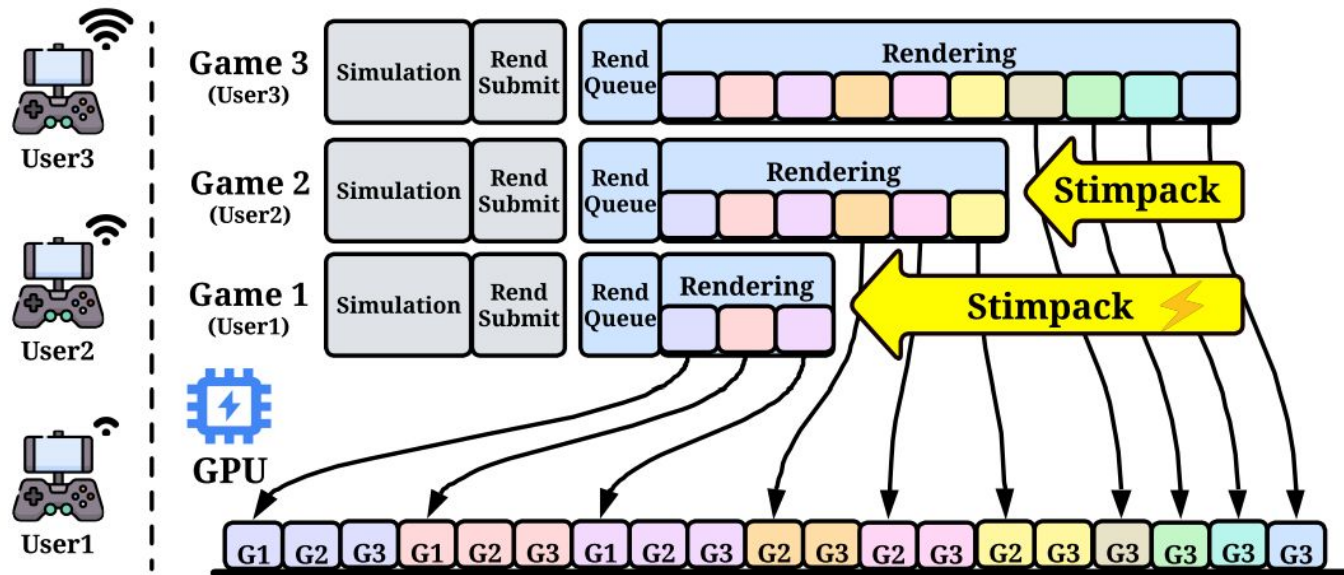 User3
Game 3
(User3)
Simulation
Rend
Submit
Rend
Queue
Rendering
User2
Game 2
(User2)
Simulation
Rend
Submit
Rend
Queue
Rendering
Stimpack
Game 1
(User1)
Simulation
Rend
Submit
Rend
Queue
Rendering
Stimpack
User1
GPU
G1 G2 G3 G1 G2 G3 G1 G2 G3 G2 G3 G2 G3 G2 G3 G3 G3 G3 G3